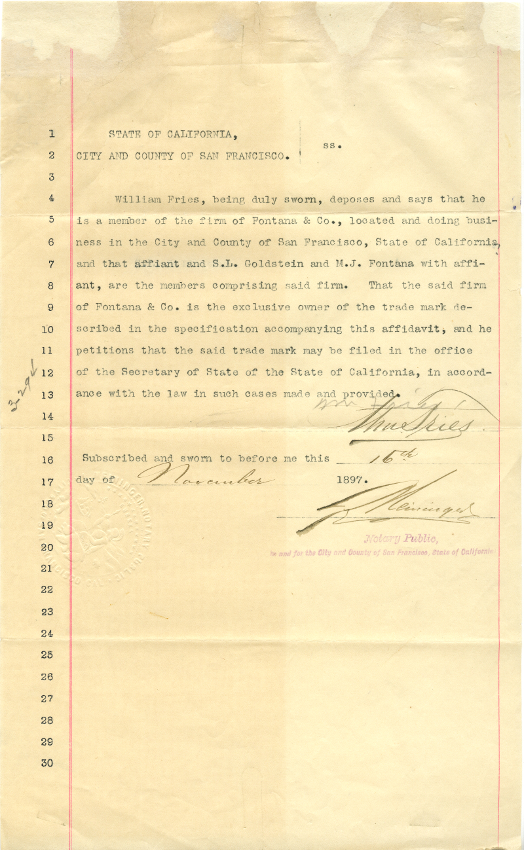 1 STATE OF CALIFORNIA,
ss.
2 CITY AND COUNTY OF SAN FRANCISCO.
3
4 William Fries, being duly sworn, deposes and says that he
5 is a member of the firm of Fontana & Co., located and doing busi-
6 ness in the City and County of San Francisco, State of California,
7 and that affiant and S.L. Goldstein and M.J. Fontana with affi-
8 ant, are the members comprising said firm. That the said firm
9 of Fontana & Co. is the exclusive owner of the trade mark de-
10 scribed in the specification accompanying this affidavit, and he
11 petitions that the said trade mark may be filed in the office
12 of the Secretary of State of the State of California, in accord-
13 ance with the law in such cases made and provided.
14 Fries.
15
16 Subscribed and sworn to before me this 16th
17 day of November 1897.
18
19 Notary Public,
20 In and for the City and County of San Francisco, State of California
21
22
23
24
25
26
27
28
29
30